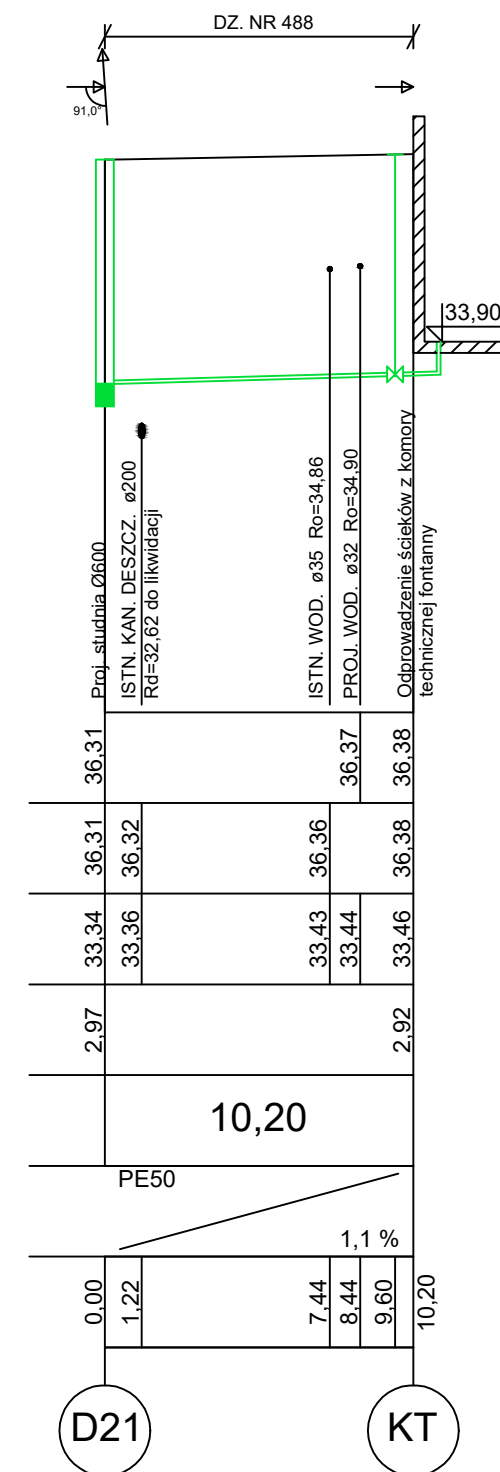 DZ. NR 488
91,0°
33,90
Proj. studnia Ø600
ISTN. KAN. DESZCZ. ø200
Rd=32,62 do likwidacji
ISTN. WOD. ø35 Ro=34,86
PROJ. WOD. ø32 Ro=34,90
Odprowadzenie ścieków z komory
technicznej fontanny
36,31
36,37
36,38
36,31
36,32
36,36
36,38
33,34
33,36
33,43
33,44
33,46
2,97
2,92
10,20
PE50
1,1 %
0,00
1,22
7,44
8,44
9,60
10,20
D21
KT